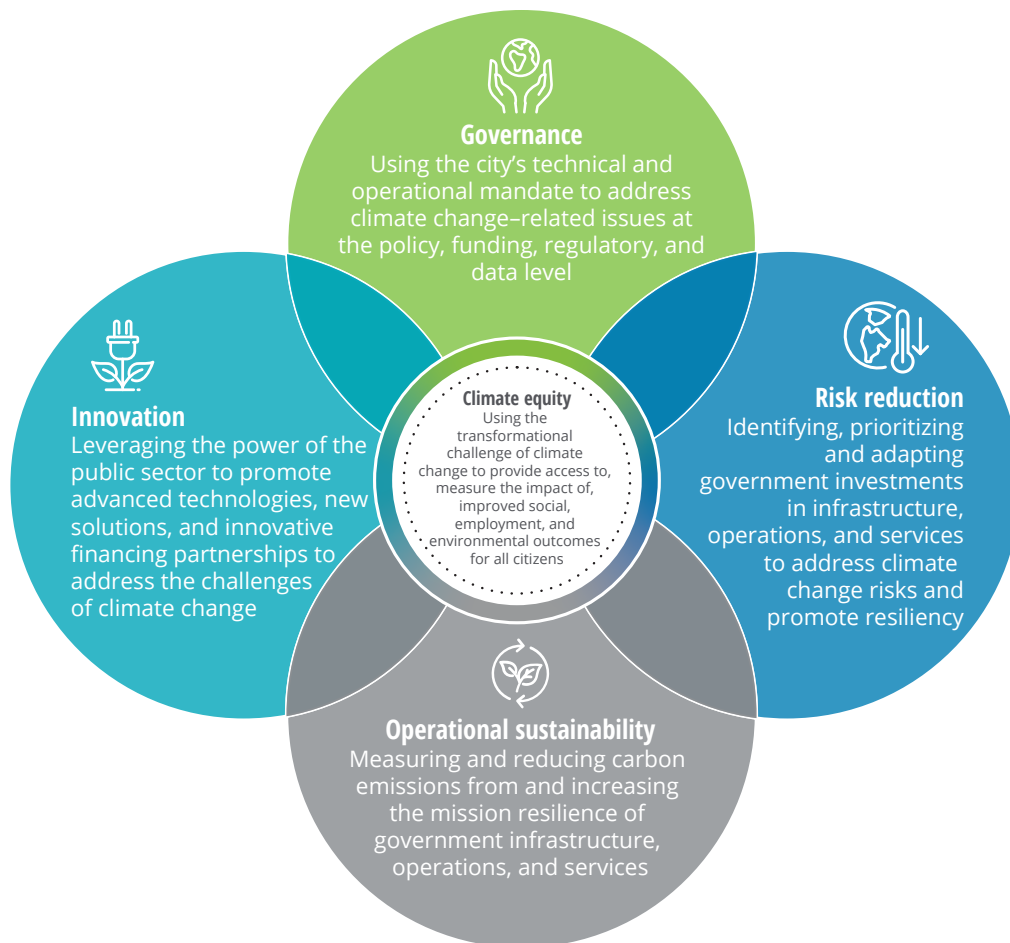 Governance
Using the city's technical and
operational mandate to address
climate change–related issues at
the policy, funding, regulatory, and
data level
Innovation
Leveraging the power of the
public sector to promote
advanced technologies, new
solutions, and innovative
financing partnerships to
address the challenges
of climate change
Climate equity
Using the
transformational
challenge of climate
change to provide access to,
measure the impact of,
improved social,
employment, and
environmental outcomes
for all citizens
Risk reduction
Identifying, prioritizing
and adapting
government investments
in infrastructure,
operations, and services
to address climate
change risks and
promote resiliency
Operational sustainability
Measuring and reducing carbon
emissions from and increasing
the mission resilience of
government infrastructure,
operations, and services